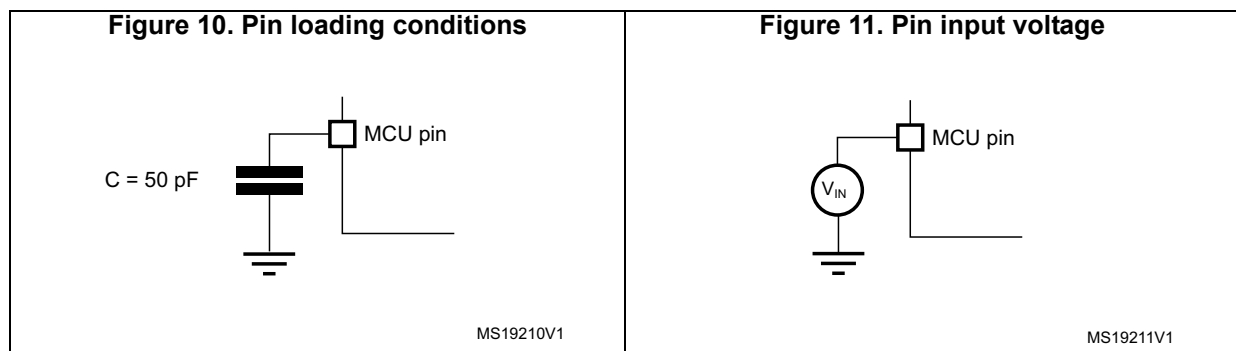 Figure 10. Pin loading conditions
MCU pin
C = 50 pF
MS19210V1
Figure 11. Pin input voltage
MCU pin
VIN
MS19211V1